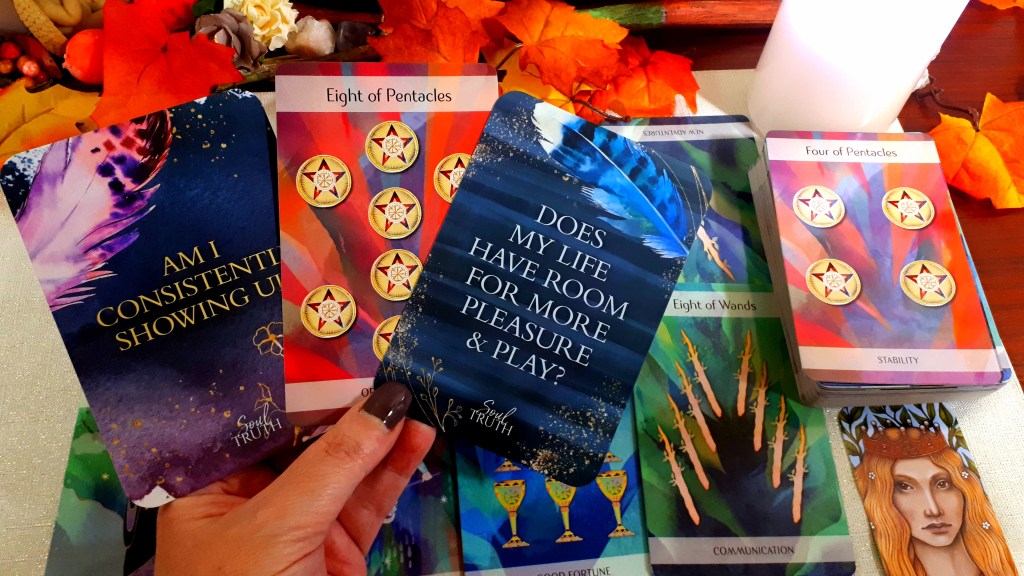 Eight of Pentacles
AM I
CONSISTENTL
SHOWING U
Soul
TRUTH
DOES
MY LIFE
HAVE ROOM
FOR MORE
PLEASURE
& PLAY?
Soul
TRUTH
NEW ADVENTURES
Eight of Wands
COMMUNICATION
GOOD FORTUNE
Four of Pentacles
STABILITY